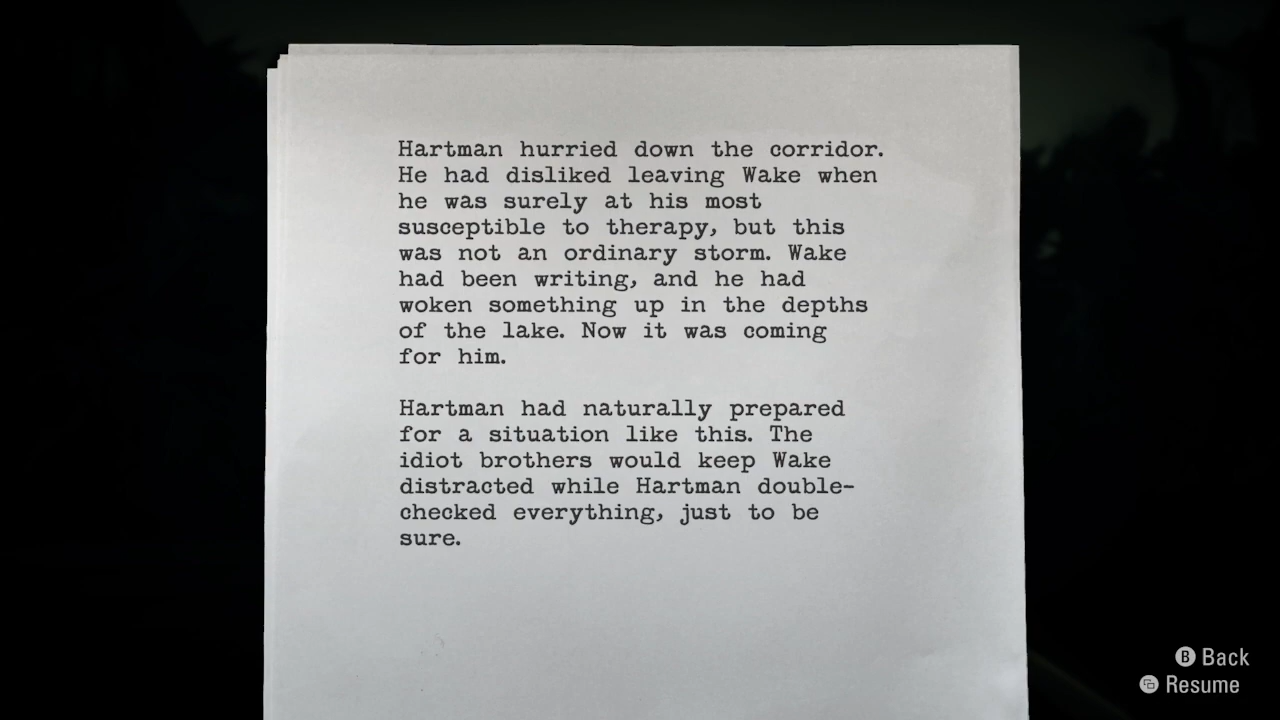 Hartman hurried down the corridor.
He had disliked leaving Wake when
he was surely at his most
susceptible to therapy, but this
was not an ordinary storm. Wake
had been writing, and he had
woken something up in the depths
of the lake. Now it was coming
for him.
Hartman had naturally prepared
for a situation like this. The
idiot brothers would keep Wake
distracted while Hartman double-
checked everything, just to be
sure.
B Back
Resume